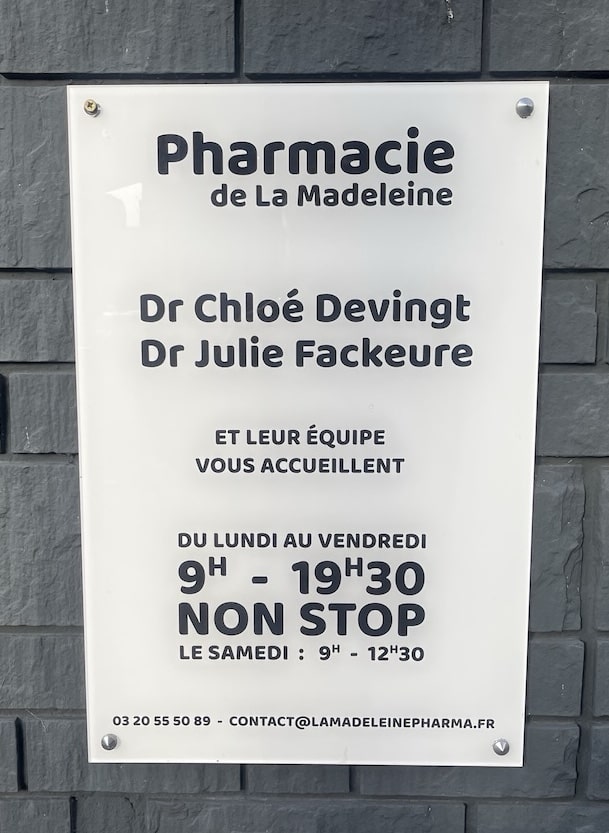 Pharmacie
de La Madeleine
Dr Chloé Devingt
Dr Julie Fackeure
ET LEUR ÉQUIPE
VOUS ACCUEILLENT
DU LUNDI AU VENDREDI
9H - 19H30
NON STOP
LE SAMEDI : 9H - 12H30
03 20 55 50 89 - CONTACT@LAMADELEINEPHARMA.FR